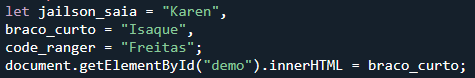 let jailson_saia = "Karen",
braco_curto = "Isaque",
code_ranger = "Freitas";
document.getElementById("demo").innerHTML = braco_curto;